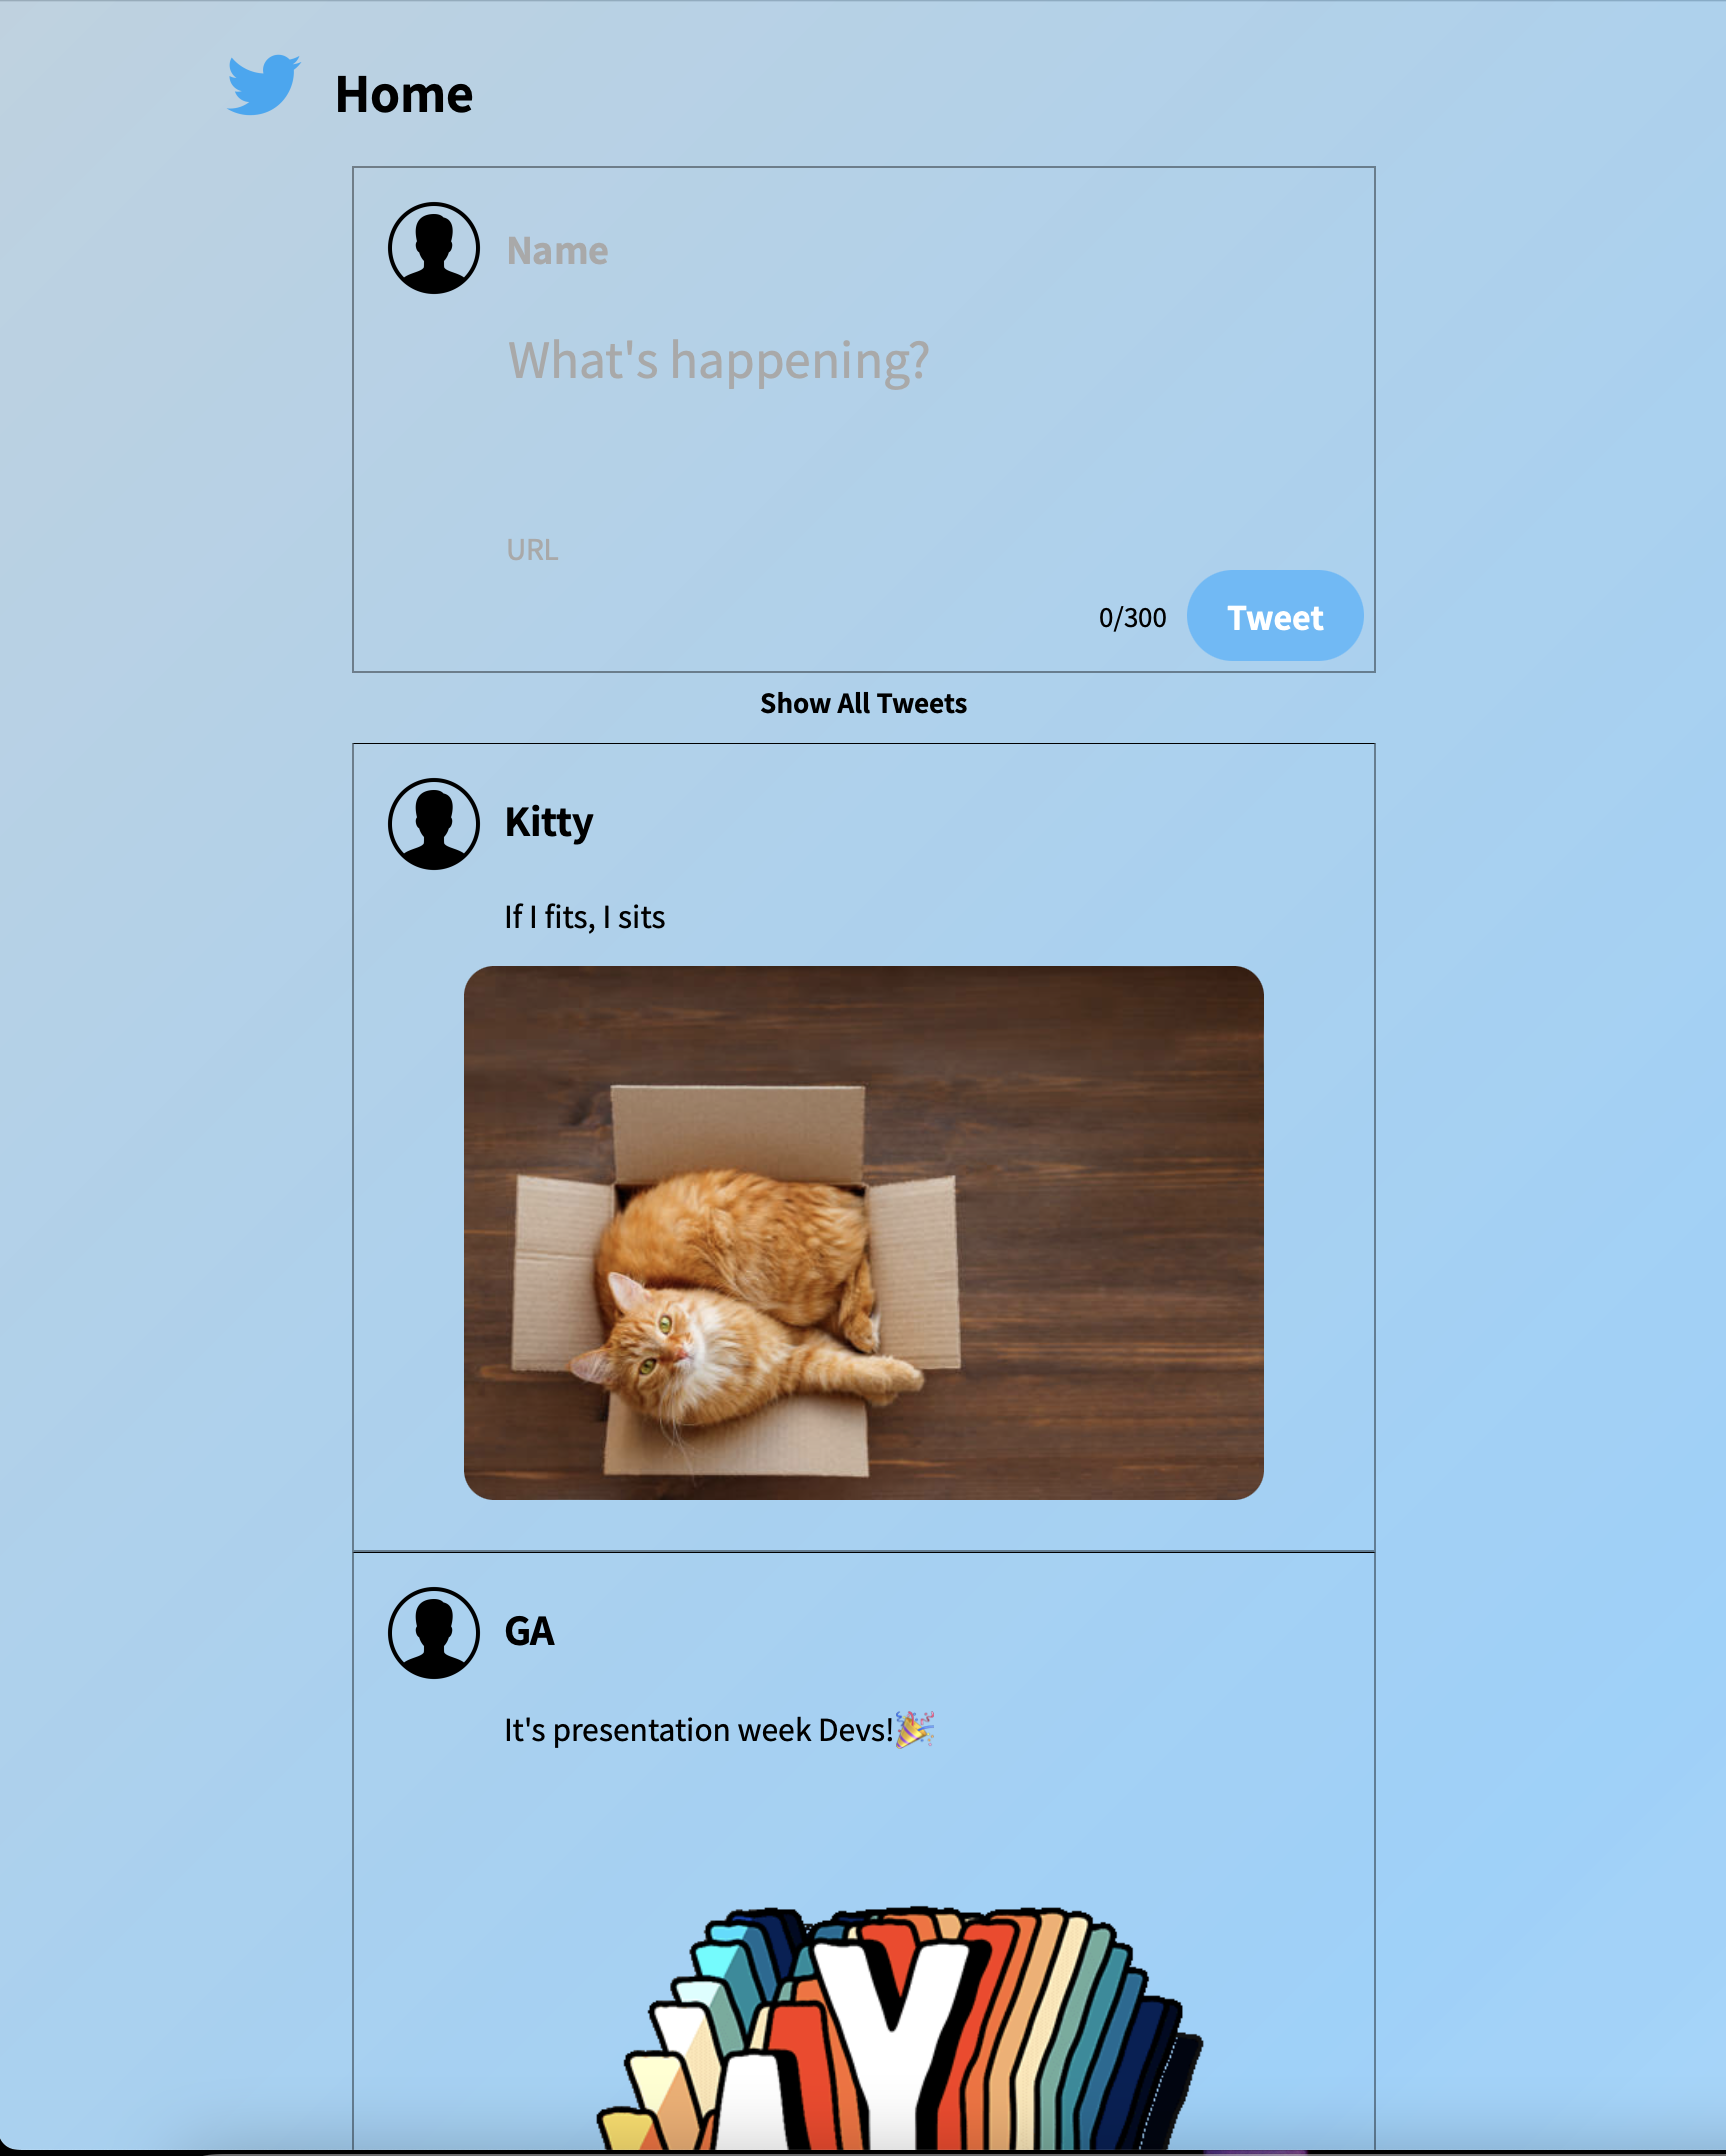 Home
Name
What's happening?
URL
0/300
Tweet
Show All Tweets
Kitty
If I fits, I sits
GA
It's presentation week Devs!🎉
AY